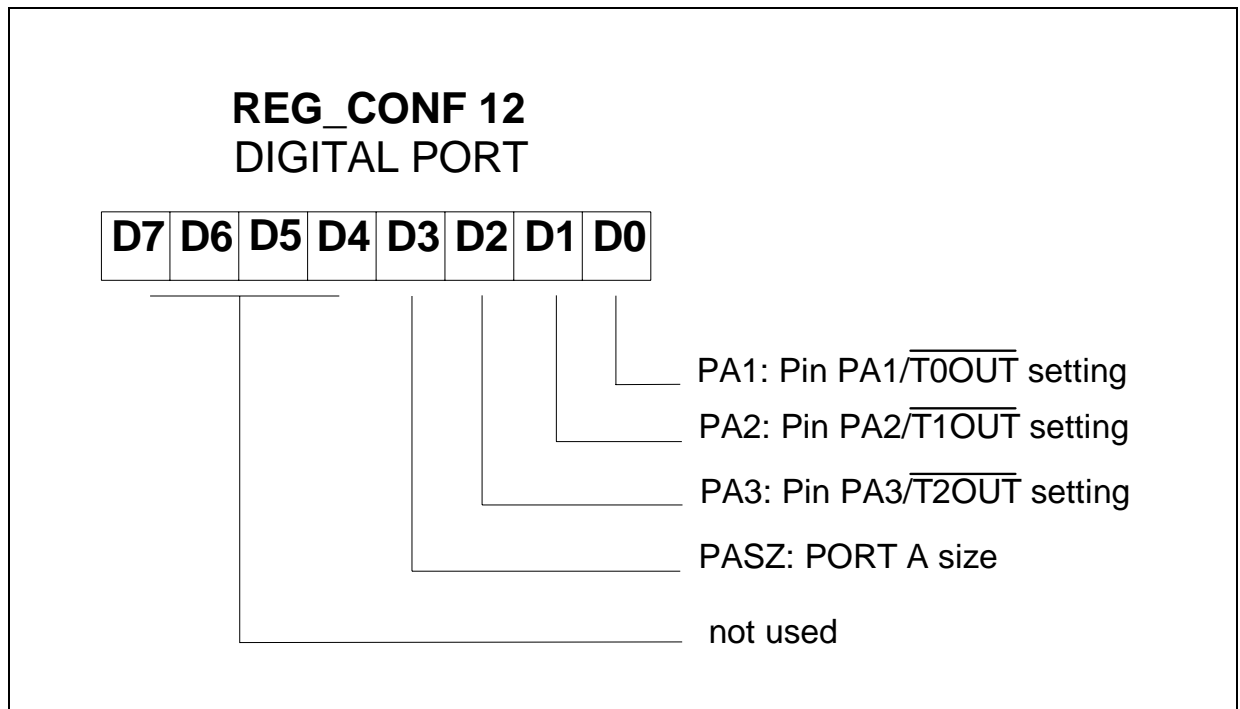 REG_CONF 12
DIGITAL PORT
D7 D6 D5 D4 D3 D2 D1 D0
PA1: Pin PA1/T0OUT setting
PA2: Pin PA2/T1OUT setting
PA3: Pin PA3/T2OUT setting
PASZ: PORT A size
not used